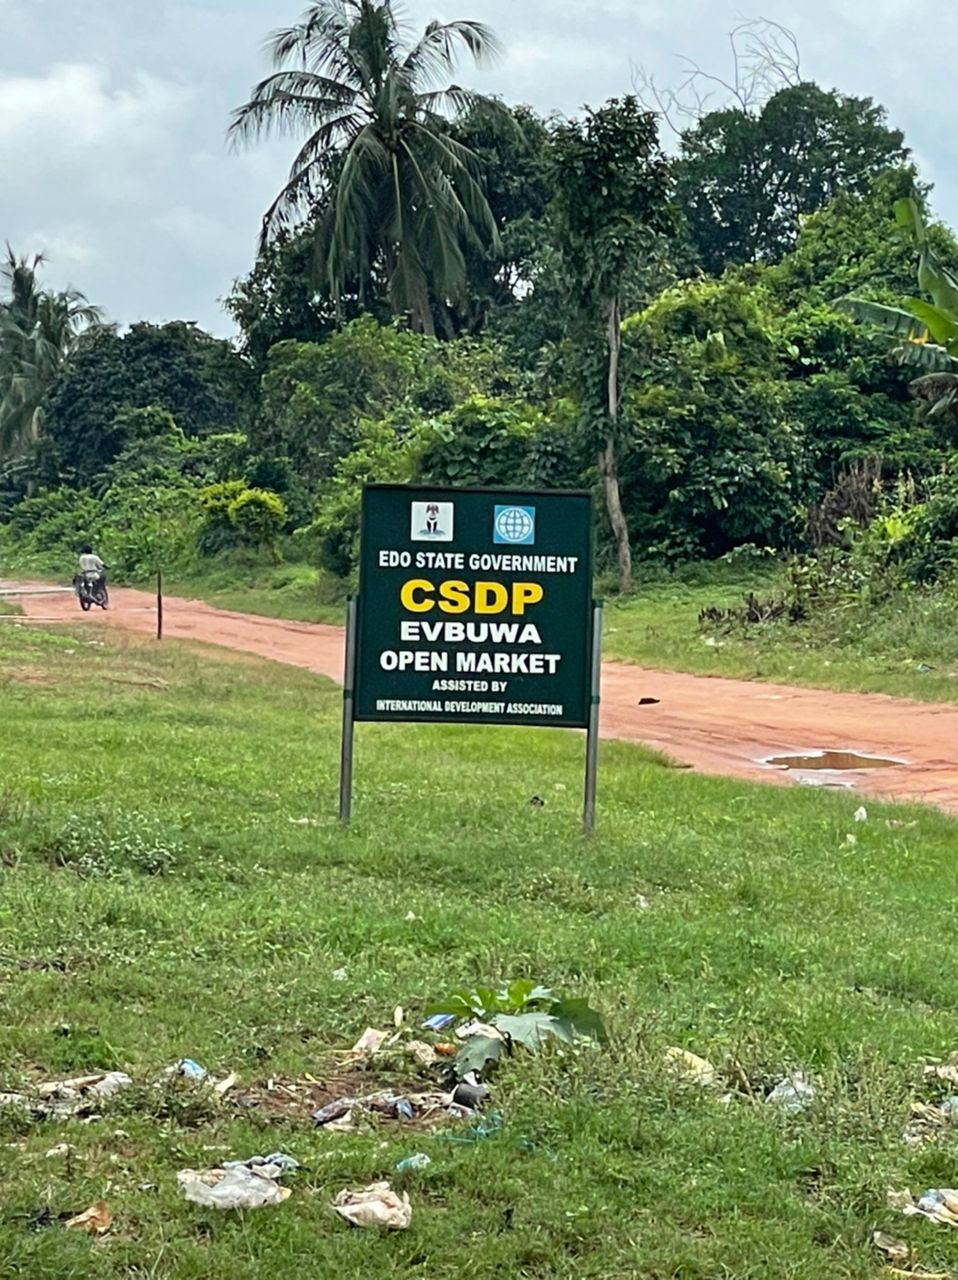 EDO STATE GOVERNMENT
CSDP
EVBUWA
OPEN MARKET
ASSISTED BY
INTERNATIONAL DEVELOPMENT ASSOCIATION